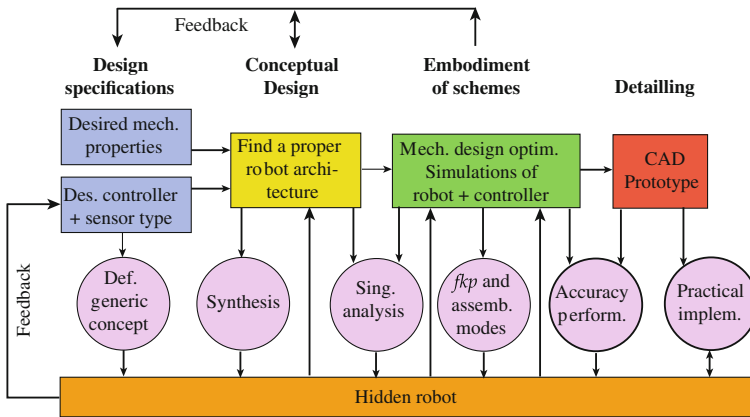 Feedback
Design
specifications
Conceptual
Design
Embodiment
of schemes
Detailling
Desired mech.
properties
Des. controller
+ sensor type
Find a proper
robot archi-
tecture
Mech. design optim.
Simulations of
robot + controller
CAD
Prototype
Feedback
Def.
generic
concept
Synthesis
Sing.
analysis
fkp and
assemb.
modes
Accuracy
perform.
Practical
implem.
Hidden robot